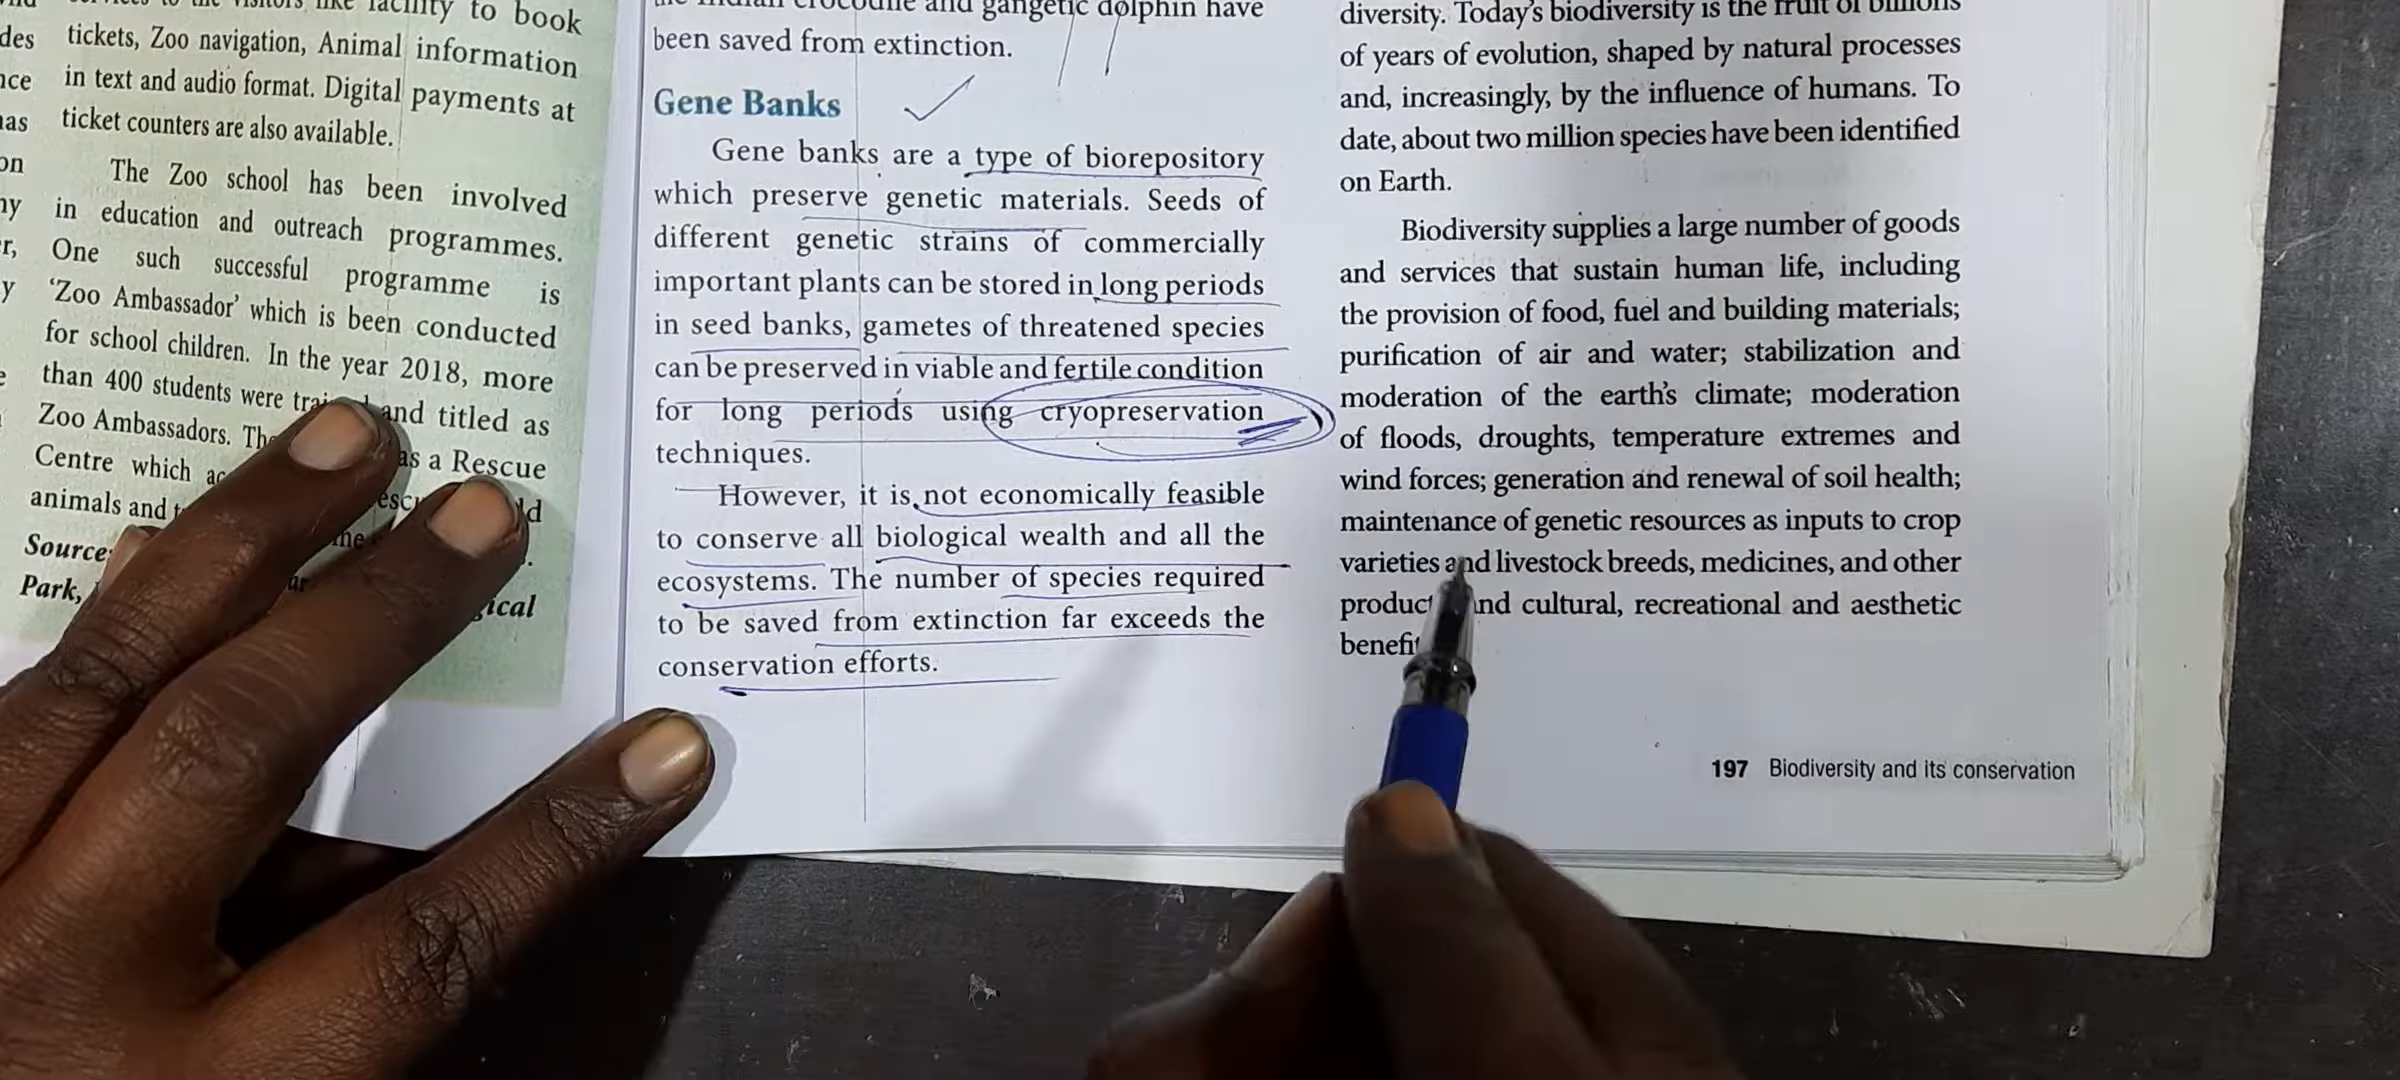 to book
tickets, Zoo navigation, Animal information
in text and audio format. Digital payments at
ticket counters are also available.
The Zoo school has been involved
in education and outreach programmes.
One such successful programme is
'Zoo Ambassador' which is been conducted
for school children. In the year 2018, more
than 400 students were and titled as
Zoo Ambassadors. as a Rescue
Centre which
animals and
Source:
Park,
been saved from extinction.
Gene Banks
Gene banks are a type of biorepository
which preserve genetic materials. Seeds of
different genetic strains of commercially
important plants can be stored in long periods
in seed banks, gametes of threatened species
can be preserved in viable and fertile condition
for long periods using cryopreservation
techniques.
However, it is not economically feasible
to conserve all biological wealth and all the
ecosystems. The number of species required
to be saved from extinction far exceeds the
conservation efforts.
diversity. Today's biodiversity is the fruit of billions
of years of evolution, shaped by natural processes
and, increasingly, by the influence of humans. To
date, about two million species have been identified
on Earth.
Biodiversity supplies a large number of goods
and services that sustain human life, including
the provision of food, fuel and building materials;
purification of air and water; stabilization and
moderation of the earth's climate; moderation
of floods, droughts, temperature extremes and
wind forces; generation and renewal of soil health;
maintenance of genetic resources as inputs to crop
varieties and livestock breeds, medicines, and other
and cultural, recreational and aesthetic
197 Biodiversity and its conservation